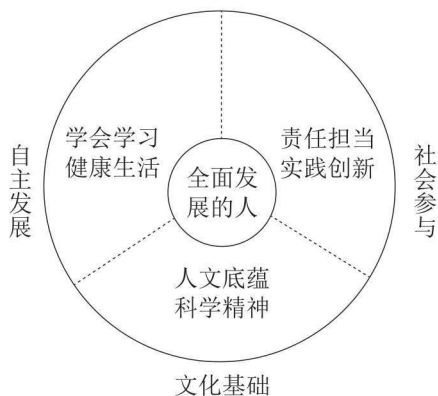 学会学习
健康生活
责任担当
实践创新
自主发展
全面发
展的人
社会参与
人文底蕴
科学精神
文化基础